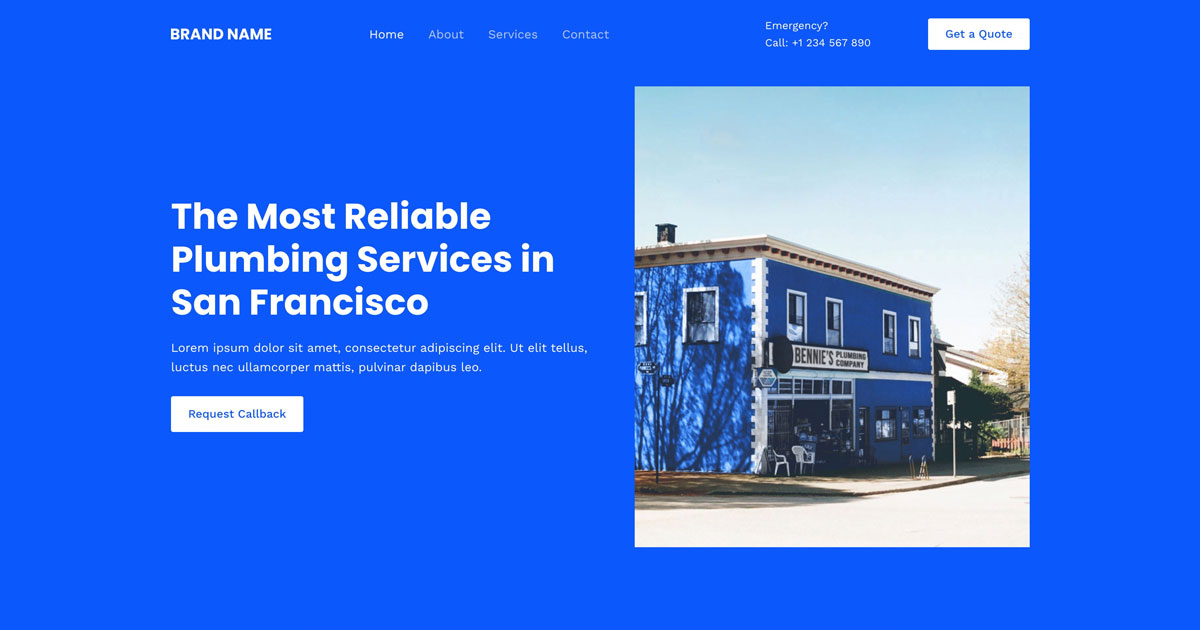 BRAND NAME
Home
About
Services
Contact
Emergency?
Call: +1 234 567 890
Get a Quote
The Most Reliable
Plumbing Services in
San Francisco
Lorem ipsum dolor sit amet, consectetur adipiscing elit. Ut elit tellus,
luctus nec ullamcorper mattis, pulvinar dapibus leo.
Request Callback
BENNIE'S PLUMBING
COMPANY